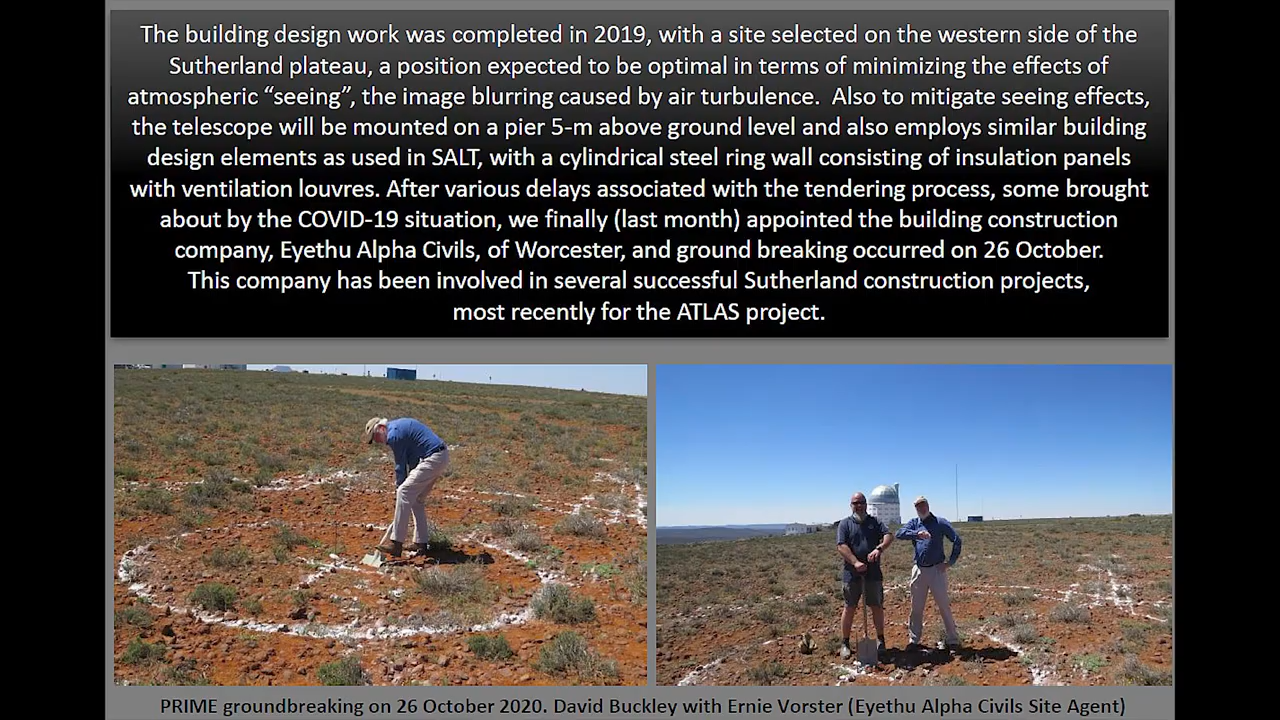 The building design work was completed in 2019, with a site selected on the western side of the
Sutherland plateau, a position expected to be optimal in terms of minimizing the effects of
atmospheric “seeing”, the image blurring caused by air turbulence.  Also to mitigate seeing effects,
the telescope will be mounted on a pier 5-m above ground level and also employs similar building
design elements as used in SALT, with a cylindrical steel ring wall consisting of insulation panels
with ventilation louvres. After various delays associated with the tendering process, some brought
about by the COVID-19 situation, we finally (last month) appointed the building construction
company, Eyethu Alpha Civils, of Worcester, and ground breaking occurred on 26 October.
This company has been involved in several successful Sutherland construction projects,
most recently for the ATLAS project.
PRIME groundbreaking on 26 October 2020. David Buckley with Ernie Vorster (Eyethu Alpha Civils Site Agent)